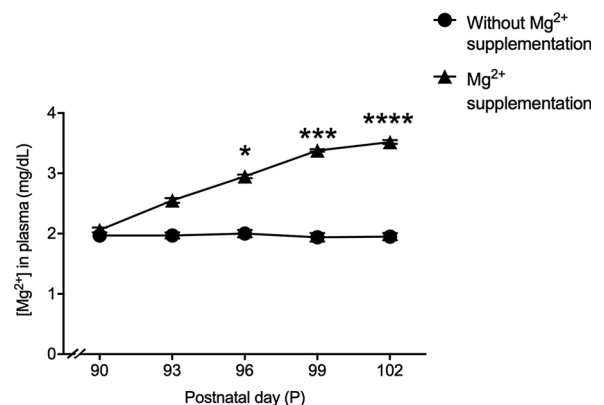 Without Mg²⁺
supplementation
Mg²⁺
supplementation
[Mg²⁺] in plasma (mg/dL)
4
3
2
1
0
*
***
****
90 93 96 99 102
Postnatal day (P)